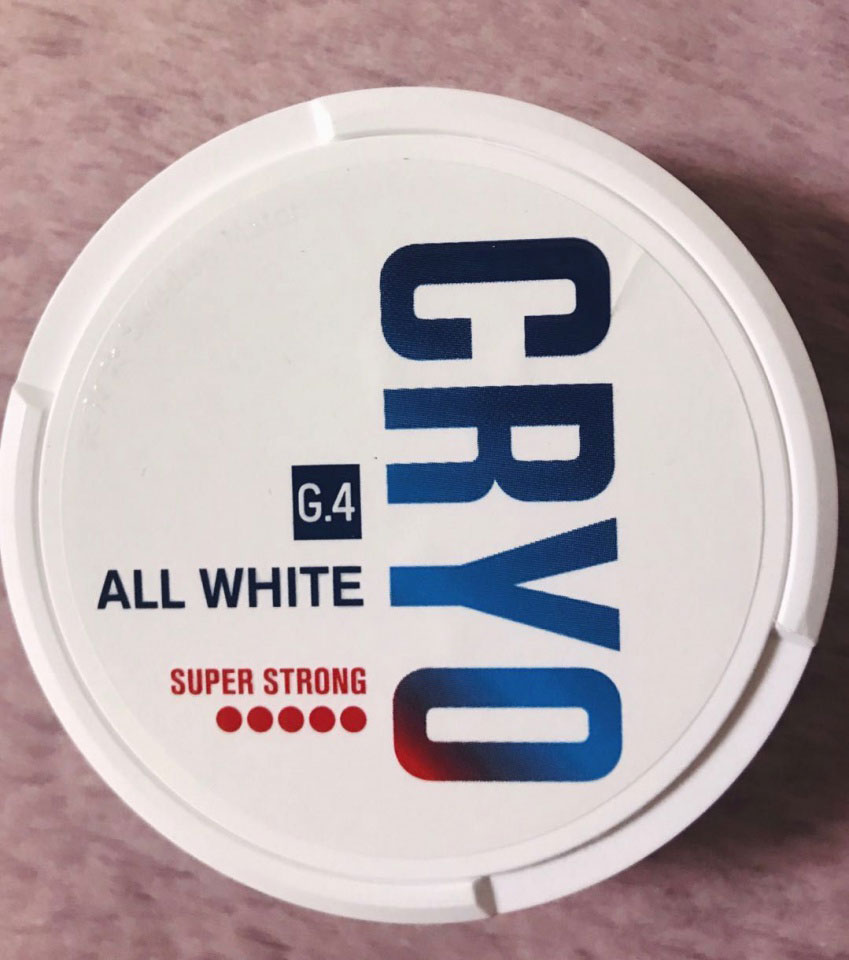 CRYO
G.4
ALL WHITE
SUPER STRONG